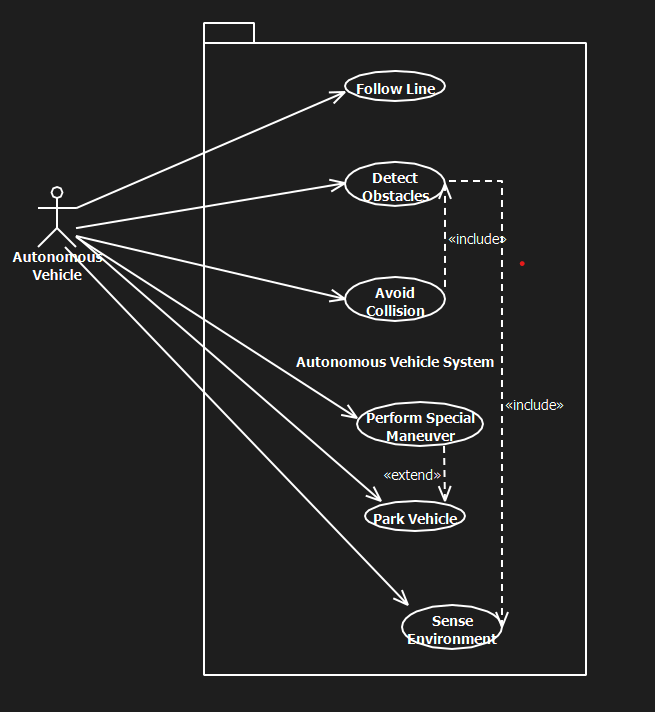 Follow Line
Detect
Obstacles
«include»
Autonomous
Vehicle
Avoid
Collision
Autonomous Vehicle System
«include»
Perform Special
Maneuver
«extend»
Park Vehicle
Sense
Environment